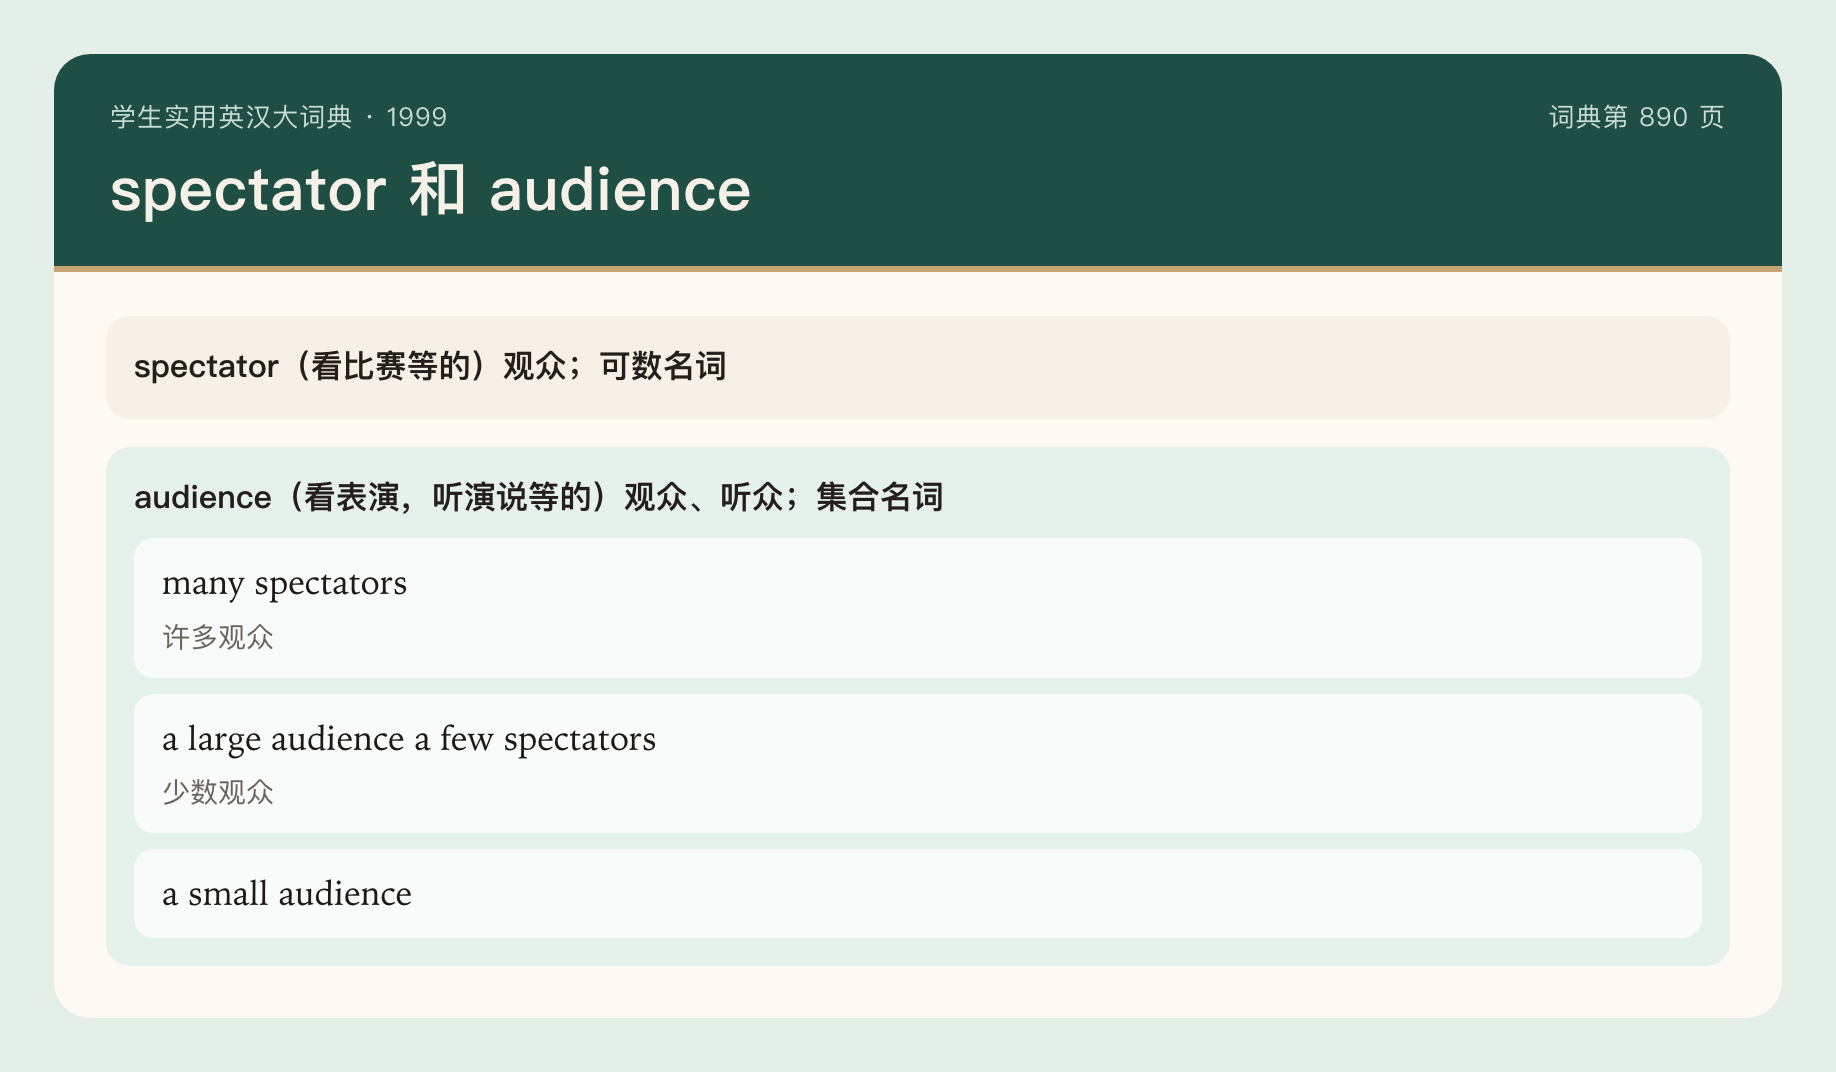 学生实用英汉大词典 · 1999
词典第 890 页
spectator 和 audience
spectator（看比赛等的）观众；可数名词
audience（看表演，听演说等的）观众、听众；集合名词
many spectators
许多观众
a large audience a few spectators
少数观众
a small audience